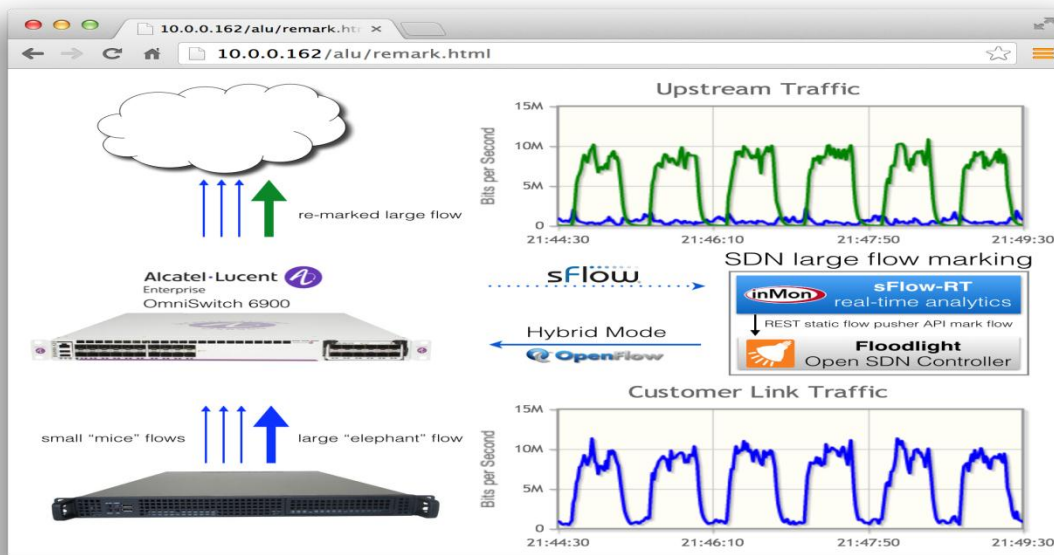 10.0.0.162/alu/remark.ht
10.0.0.162/alu/remark.html
re-marked large flow
Alcatel·Lucent
Enterprise
OmniSwitch 6900
small "mice" flows
large "elephant" flow
Upstream Traffic
Bits per Second
15M
10M
5M
0
21:44:30 21:46:10 21:47:50 21:49:30
sFlow
Hybrid Mode
OpenFlow
SDN large flow marking
inMon
sFlow-RT
real-time analytics
REST static flow pusher API mark flow
Floodlight
Open SDN Controller
Customer Link Traffic
Bits per Second
15M
10M
5M
0
21:44:30 21:46:10 21:47:50 21:49:30